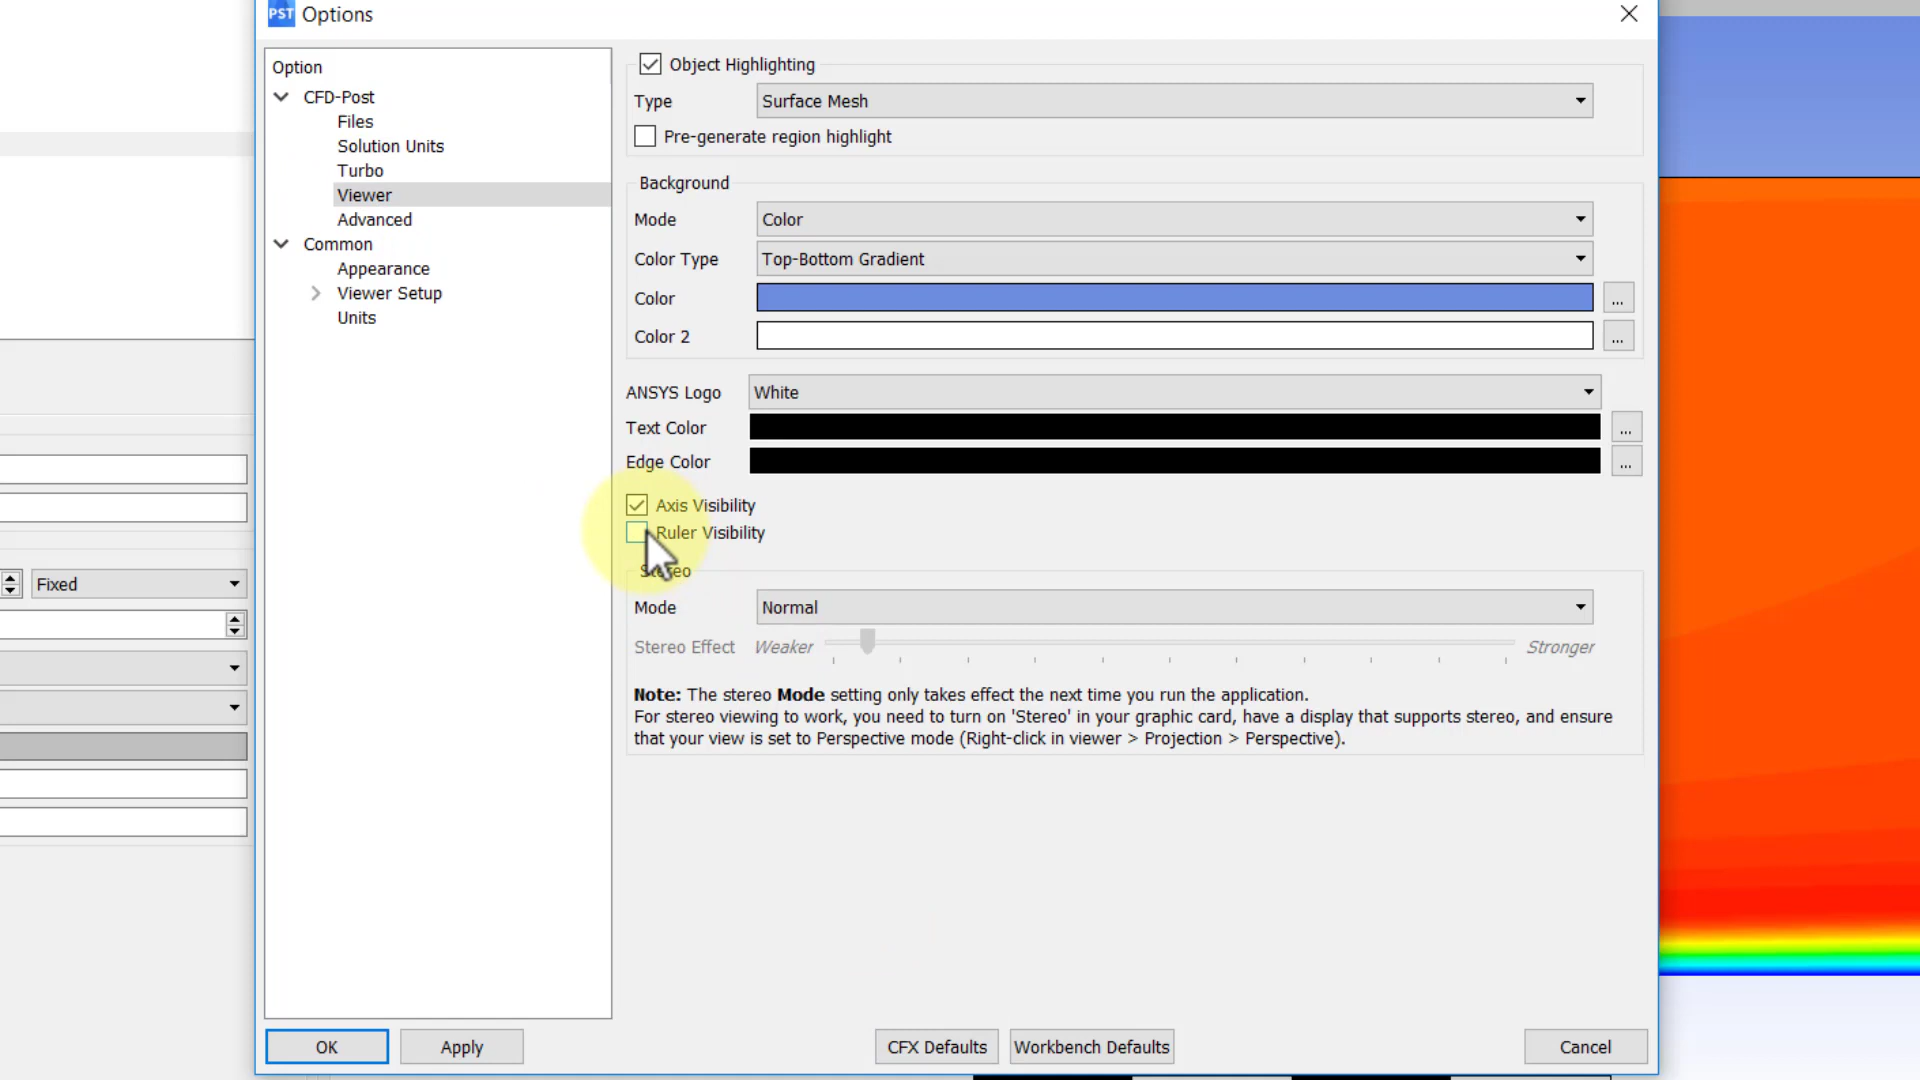 PST Options
Option
CFD-Post
Files
Solution Units
Turbo
Viewer
Advanced
Common
Appearance
Viewer Setup
Units
Object Highlighting
Type Surface Mesh
Pre-generate region highlight
Background
Mode Color
Color Type Top-Bottom Gradient
Color ...
Color 2 ...
ANSYS Logo White
Text Color ...
Edge Color ...
Axis Visibility
Ruler Visibility
Stereo
Mode Normal
Stereo Effect Weaker Stronger
Note: The stereo Mode setting only takes effect the next time you run the application.
For stereo viewing to work, you need to turn on 'Stereo' in your graphic card, have a display that supports stereo, and ensure
that your view is set to Perspective mode (Right-click in viewer > Projection > Perspective).
Fixed
OK Apply CFX Defaults Workbench Defaults Cancel